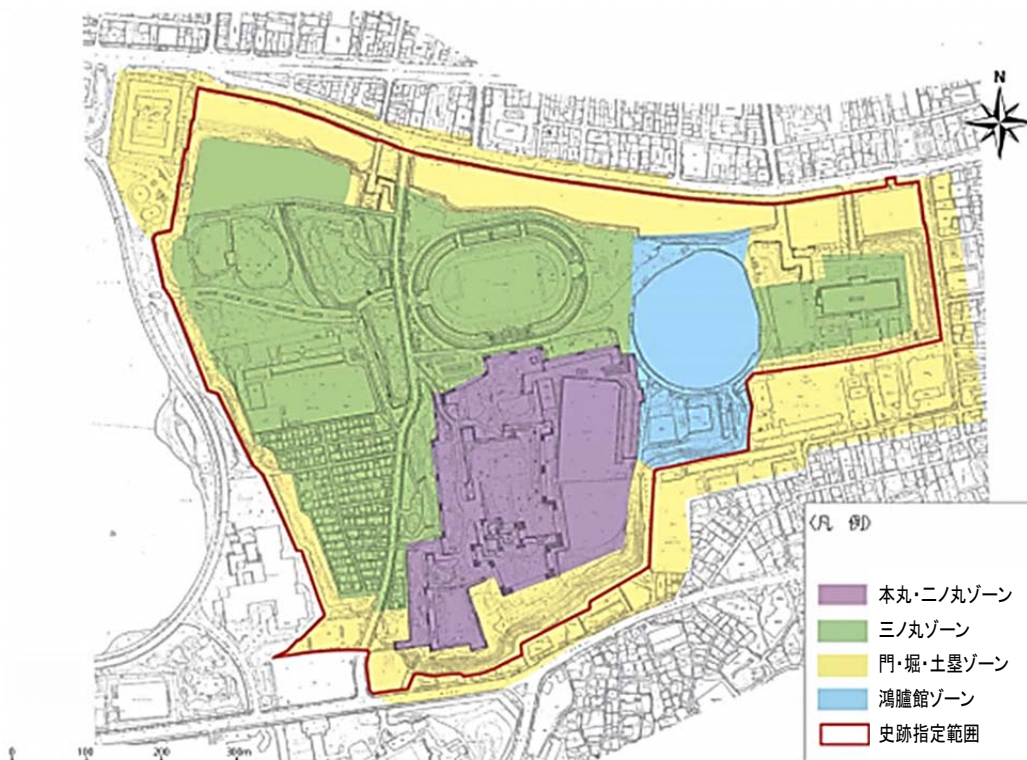 N
〈凡 例〉
本丸・二ノ丸ゾーン
三ノ丸ゾーン
門・堀・土塁ゾーン
鴻臚館ゾーン
史跡指定範囲
0 100 200 300m